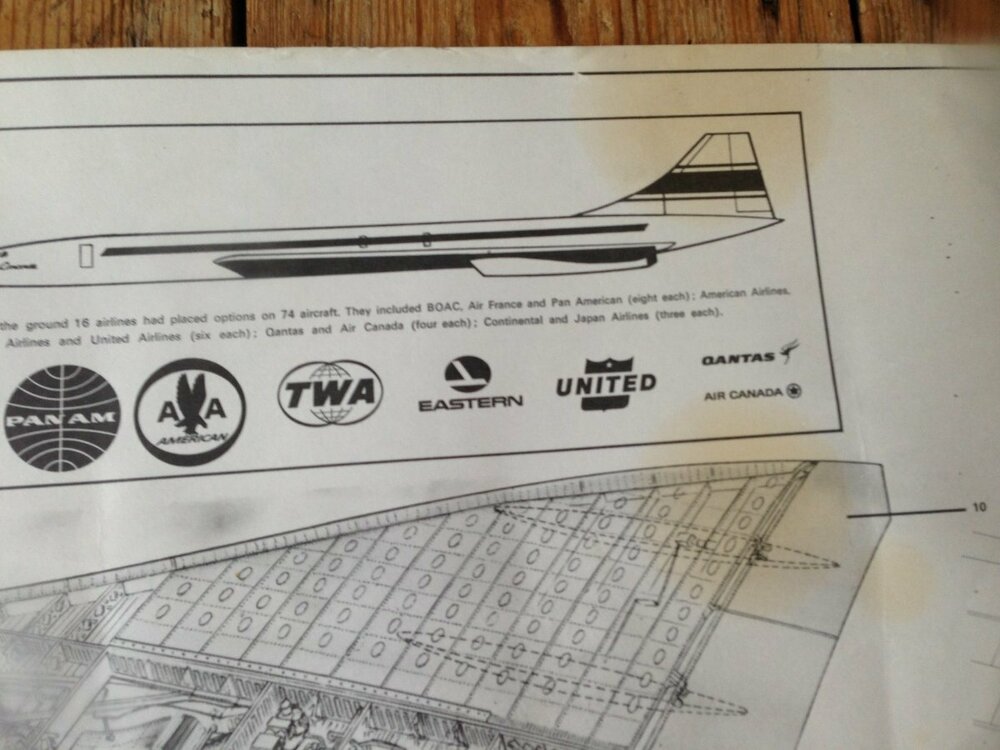 the ground 16 airlines had placed options on 74 aircraft. They included BOAC, Air France and Pan American (eight each); American Airlines,
Airlines and United Airlines (six each); Qantas and Air Canada (four each); Continental and Japan Airlines (three each).
PAN AM
A A
AMERICAN
TWA
EASTERN
UNITED
QANTAS
AIR CANADA
10